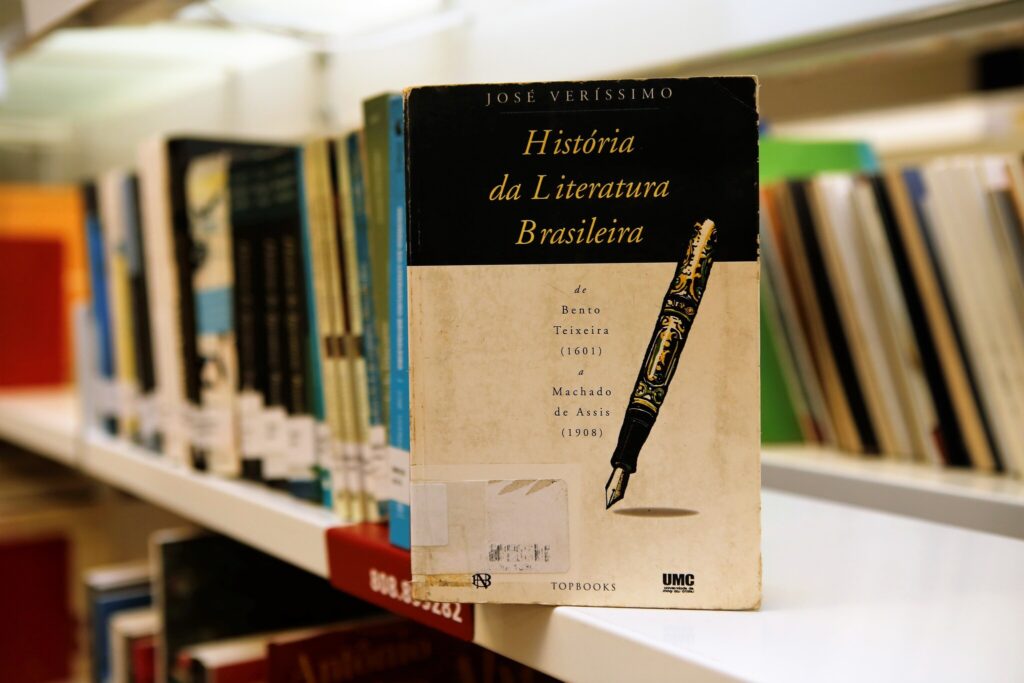 JOSÉ VERÍSSIMO
História
da Literatura
Brasileira
de
Bento
Teixeira
(1601)
a
Machado
de Assis
(1908)
TOPBOOKS
UMC